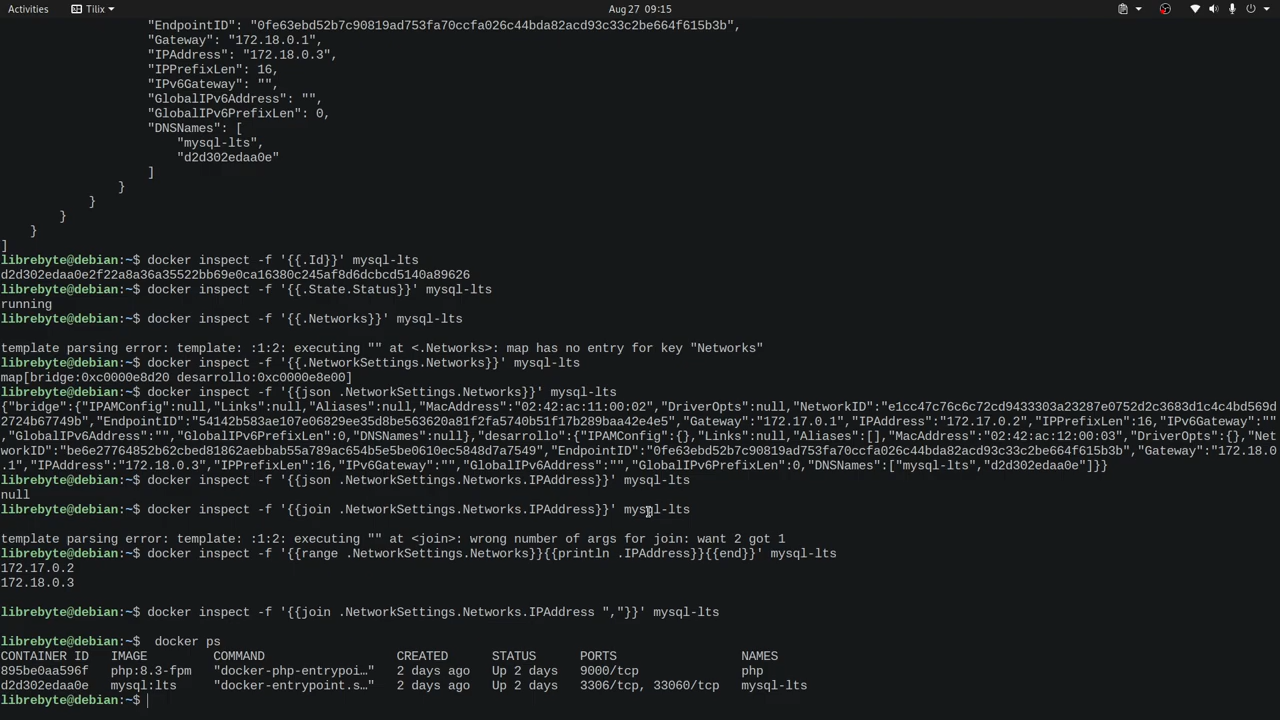 Activities Tilix Aug 27 09:15
"EndpointID": "0fe63ebd52b7c90819ad753fa70ccfa026c44bda82acd93c33c2be664f615b3b",
"Gateway": "172.18.0.1",
"IPAddress": "172.18.0.3",
"IPPrefixLen": 16,
"IPv6Gateway": "",
"GlobalIPv6Address": "",
"GlobalIPv6PrefixLen": 0,
"DNSNames": [
"mysql-lts",
"d2d302edaa0e"
]
}
}
}
}
]
librebyte@debian:~$ docker inspect -f '{{.Id}}' mysql-lts
d2d302edaa0e2f22a8a36a35522bb69e0ca16380c245af8d6dcbcd5140a89626
librebyte@debian:~$ docker inspect -f '{{.State.Status}}' mysql-lts
running
librebyte@debian:~$ docker inspect -f '{{.Networks}}' mysql-lts
template parsing error: template: :1:2: executing "" at <.Networks>: map has no entry for key "Networks"
librebyte@debian:~$ docker inspect -f '{{.NetworkSettings.Networks}}' mysql-lts
map[bridge:0xc0000e8d20 desarrollo:0xc0000e8e00]
librebyte@debian:~$ docker inspect -f '{{json .NetworkSettings.Networks}}' mysql-lts
{"bridge":{"IPAMConfig":null,"Links":null,"Aliases":null,"MacAddress":"02:42:ac:11:00:02","DriverOpts":null,"NetworkID":"e1cc47c76c6c72cd9433303a23287e0752d2c3683d1c4c4bd569d
2724b67749b","EndpointID":"54142b583ae107e06829ee35d8be563620a81f2fa5740b51f17b289baa42e4e5","Gateway":"172.17.0.1","IPAddress":"172.17.0.2","IPPrefixLen":16,"IPv6Gateway":""
,"GlobalIPv6Address":"","GlobalIPv6PrefixLen":0,"DNSNames":null},"desarrollo":{"IPAMConfig":{},"Links":null,"Aliases":[],"MacAddress":"02:42:ac:12:00:03","DriverOpts":{},"Net
workID":"be6e27764852b62cbed81862aebbab55a789ac654b5e5be0610ec5848d7a7549","EndpointID":"0fe63ebd52b7c90819ad753fa70ccfa026c44bda82acd93c33c2be664f615b3b","Gateway":"172.18.0
.1","IPAddress":"172.18.0.3","IPPrefixLen":16,"IPv6Gateway":"","GlobalIPv6Address":"","GlobalIPv6PrefixLen":0,"DNSNames":["mysql-lts","d2d302edaa0e"]}}
librebyte@debian:~$ docker inspect -f '{{json .NetworkSettings.Networks.IPAddress}}' mysql-lts
null
librebyte@debian:~$ docker inspect -f '{{join .NetworkSettings.Networks.IPAddress}}' mysql-lts
template parsing error: template: :1:2: executing "" at <join>: wrong number of args for join: want 2 got 1
librebyte@debian:~$ docker inspect -f '{{range .NetworkSettings.Networks}}{{println .IPAddress}}{{end}}' mysql-lts
172.17.0.2
172.18.0.3
librebyte@debian:~$ docker inspect -f '{{join .NetworkSettings.Networks.IPAddress ","}}' mysql-lts
librebyte@debian:~$  docker ps
CONTAINER ID IMAGE COMMAND CREATED STATUS PORTS NAMES
895be0aa596f php:8.3-fpm "docker-php-entrypoi…" 2 days ago Up 2 days 9000/tcp php
d2d302edaa0e mysql:lts "docker-entrypoint.s…" 2 days ago Up 2 days 3306/tcp, 33060/tcp mysql-lts
librebyte@debian:~$